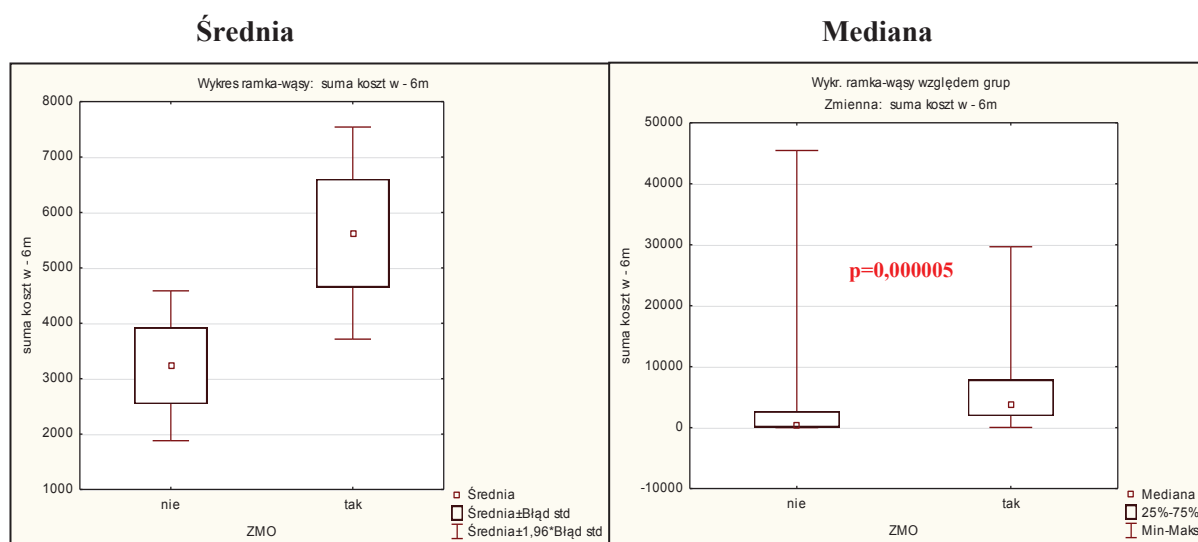 Średnia
Wykres ramka-wąsy: suma koszt w - 6m
8000
7000
6000
5000
4000
3000
2000
1000
suma koszt w - 6m
nie
tak
ZMO
Średnia
Średnia±Błąd std
Średnia±1,96*Błąd std
Mediana
Wykr. ramka-wąsy względem grup
Zmienna: suma koszt w - 6m
50000
40000
30000
20000
10000
0
-10000
suma koszt w - 6m
p=0,000005
nie
tak
ZMO
Mediana
25%-75%
Min-Maks